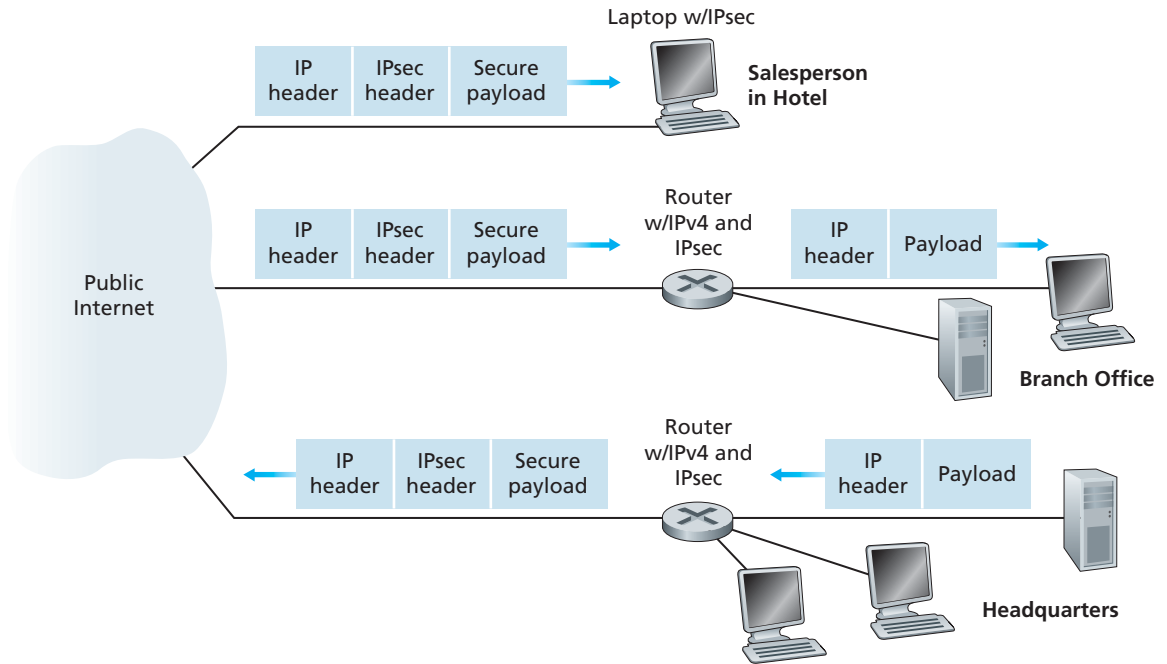 Laptop w/IPsec
IP
header
IPsec
header
Secure
payload
Salesperson
in Hotel
Router
w/IPv4 and
IPsec
IP
header
IPsec
header
Secure
payload
IP
header
Payload
Public
Internet
Branch Office
Router
w/IPv4 and
IPsec
IP
header
IPsec
header
Secure
payload
IP
header
Payload
Headquarters